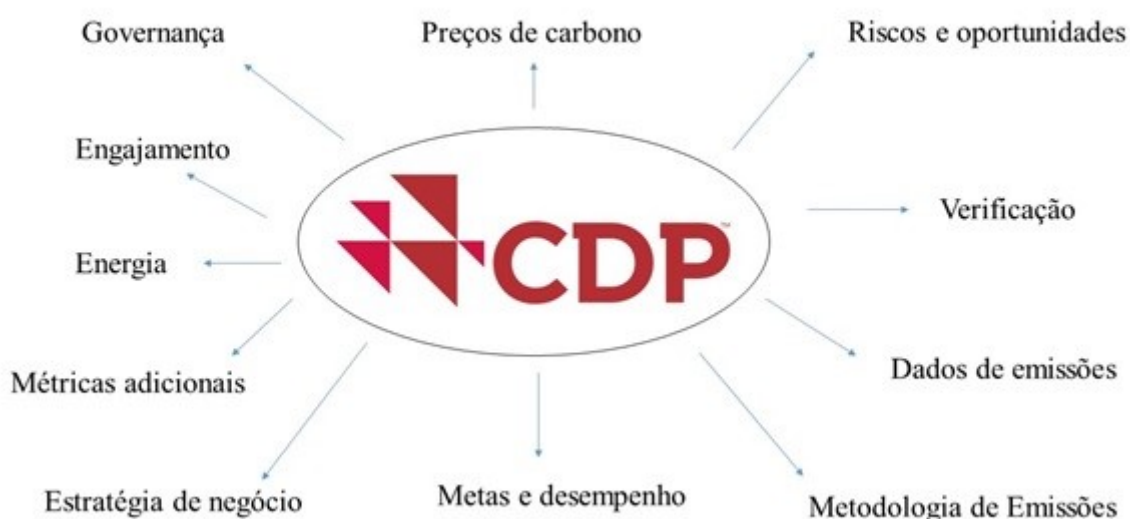 Governança
Preços de carbono
Riscos e oportunidades
Engajamento
Verificação
Energia
CDP™
Métricas adicionais
Dados de emissões
Estratégia de negócio
Metas e desempenho
Metodologia de Emissões